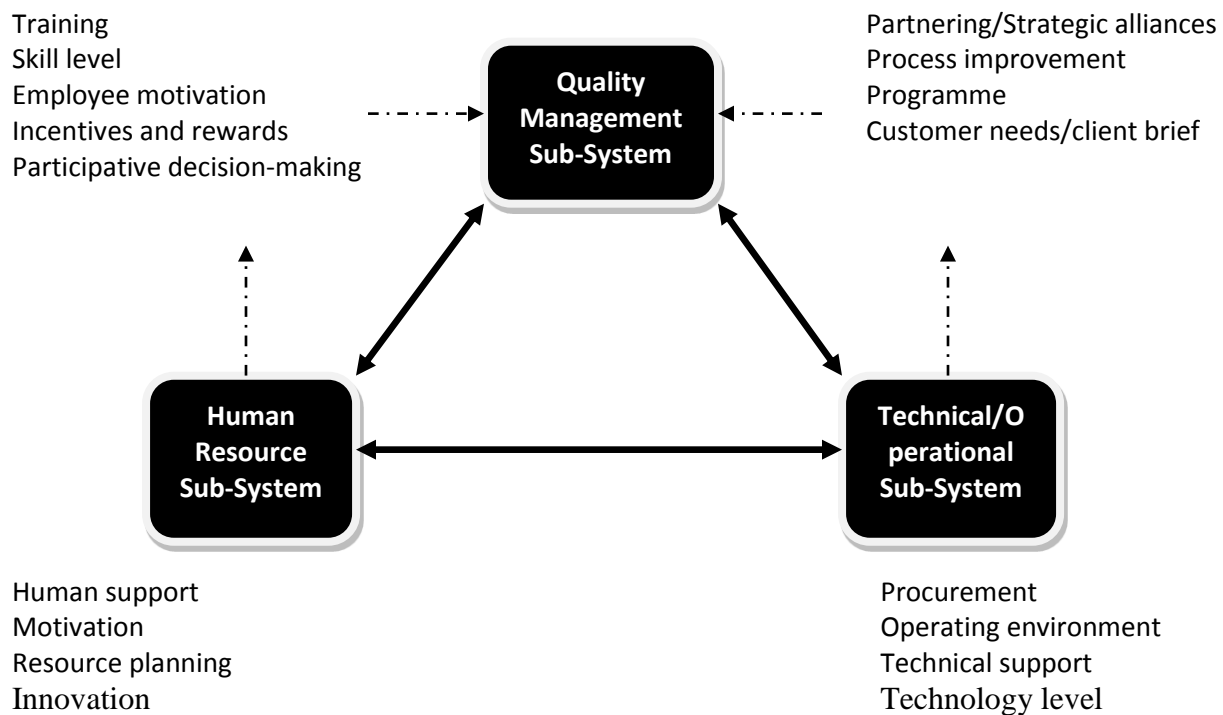 Training
Skill level
Employee motivation
Incentives and rewards
Participative decision-making
Quality
Management
Sub-System
Partnering/Strategic alliances
Process improvement
Programme
Customer needs/client brief
Human
Resource
Sub-System
Technical/O
perational
Sub-System
Human support
Motivation
Resource planning
Innovation
Procurement
Operating environment
Technical support
Technology level